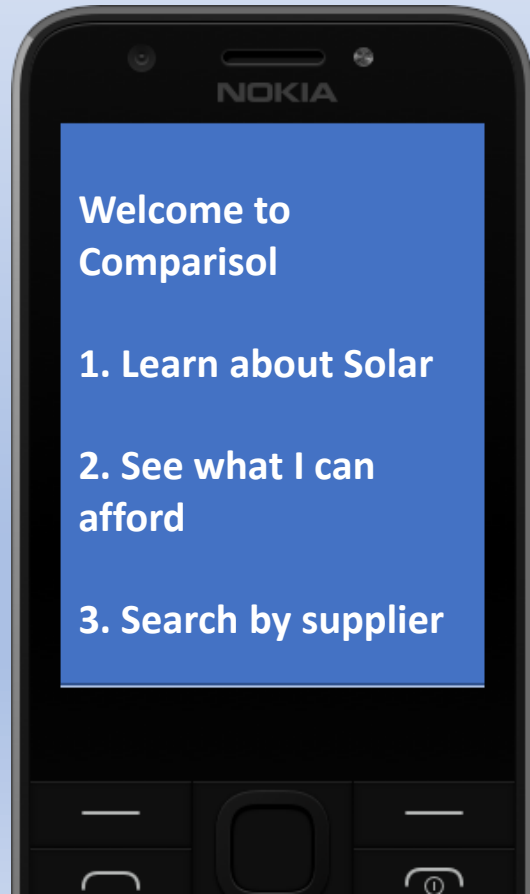 NOKIA
Welcome to
Comparisol
1. Learn about Solar
2. See what I can
afford
3. Search by supplier